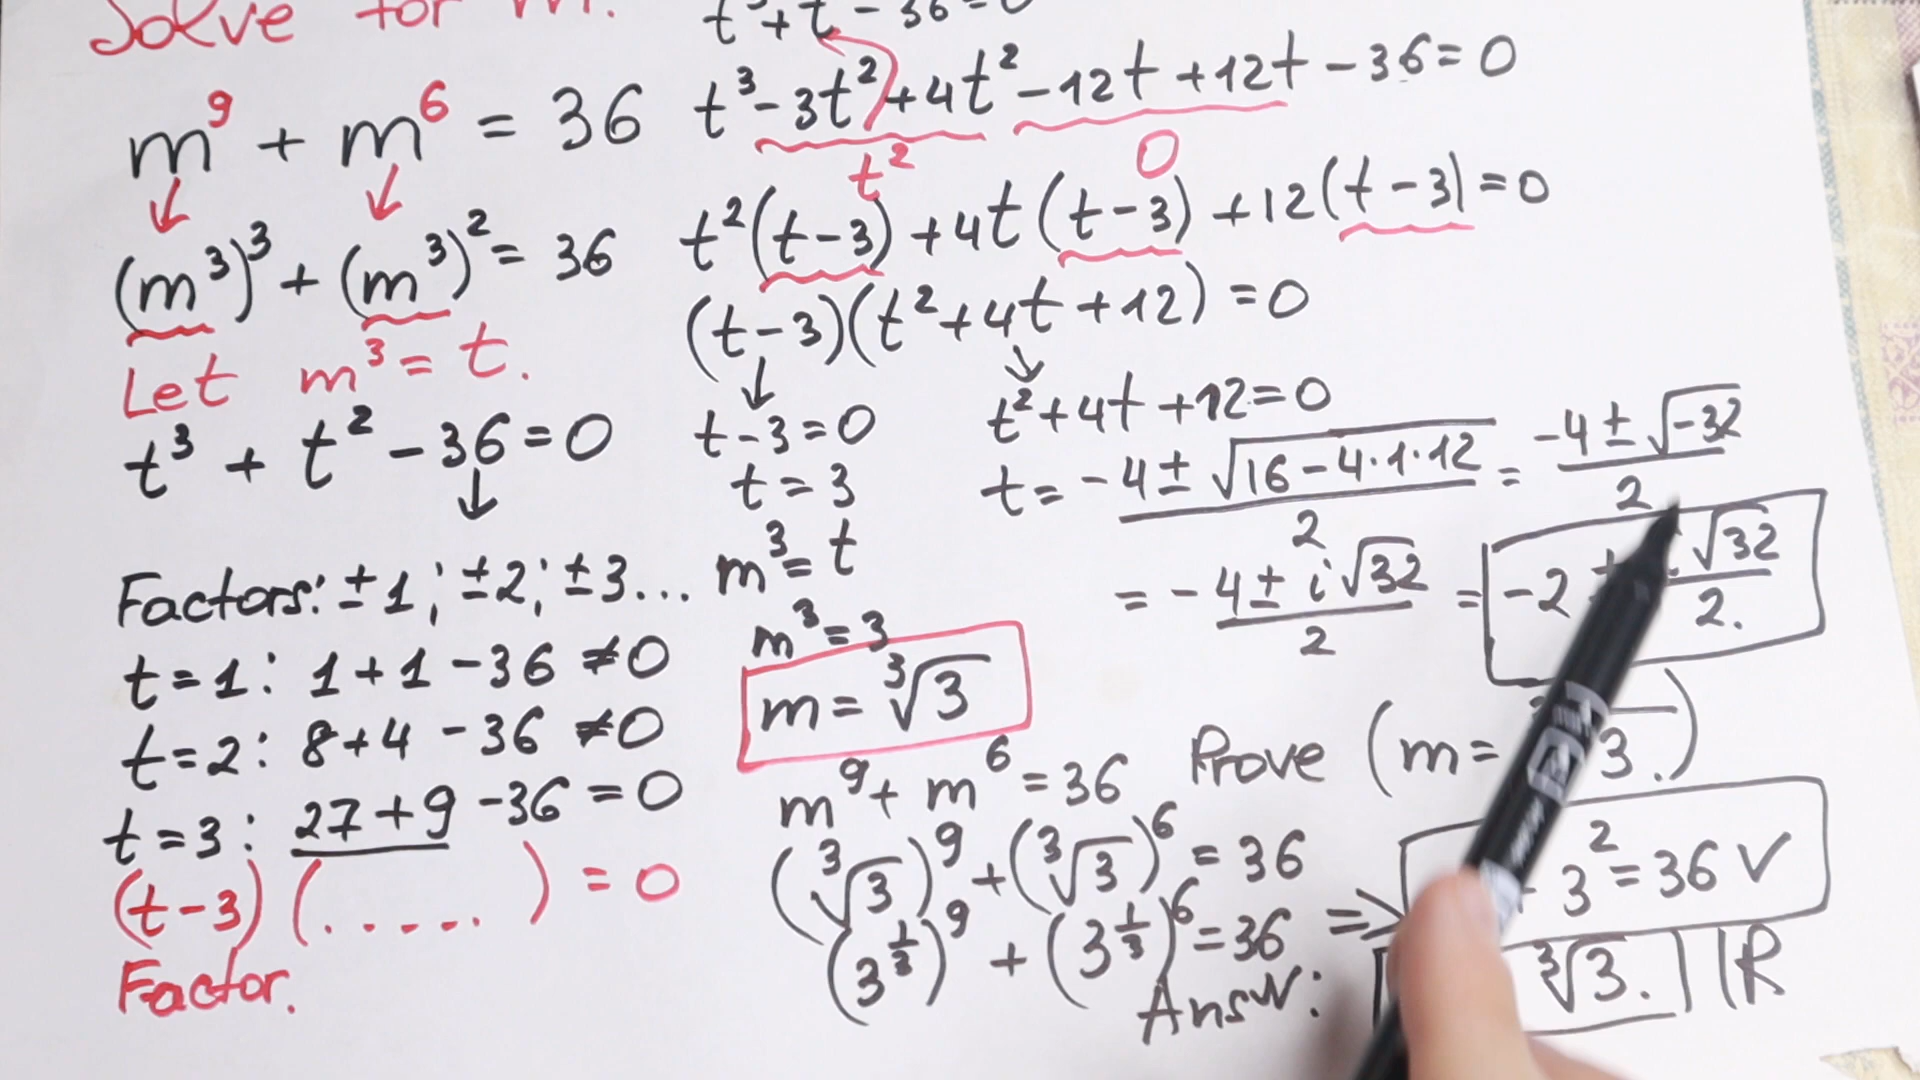 Solve for m.
m⁹ + m⁶ = 36
(m³)³ + (m³)² = 36
Let m³ = t.
t³ + t² - 36 = 0
Factors: ±1; ±2; ±3...
t = 1: 1 + 1 - 36 ≠ 0
t = 2: 8 + 4 - 36 ≠ 0
t = 3: 27 + 9 - 36 = 0
(t - 3) (.....) = 0
Factor.
t³ + t - 36 = 0
t³ - 3t² + 4t² - 12t + 12t - 36 = 0
t² 0
t²(t - 3) + 4t(t - 3) + 12(t - 3) = 0
(t - 3)(t² + 4t + 12) = 0
t - 3 = 0
t = 3
m³ = t
m³ = 3
m = ∛3
t² + 4t + 12 = 0
t = (-4 ± √(16 - 4·1·12))/2 = (-4 ± √-32)/2
= (-4 ± i√32)/2 = -2 ± √32/2.
m⁹ + m⁶ = 36 Prove (m = 3.)
(∛3)⁹ + (∛3)⁶ = 36
(3^(1/3))⁹ + (3^(1/3))⁶ = 36 ⇒ 3² = 36 ✓
Answ: ∛3. ℝ